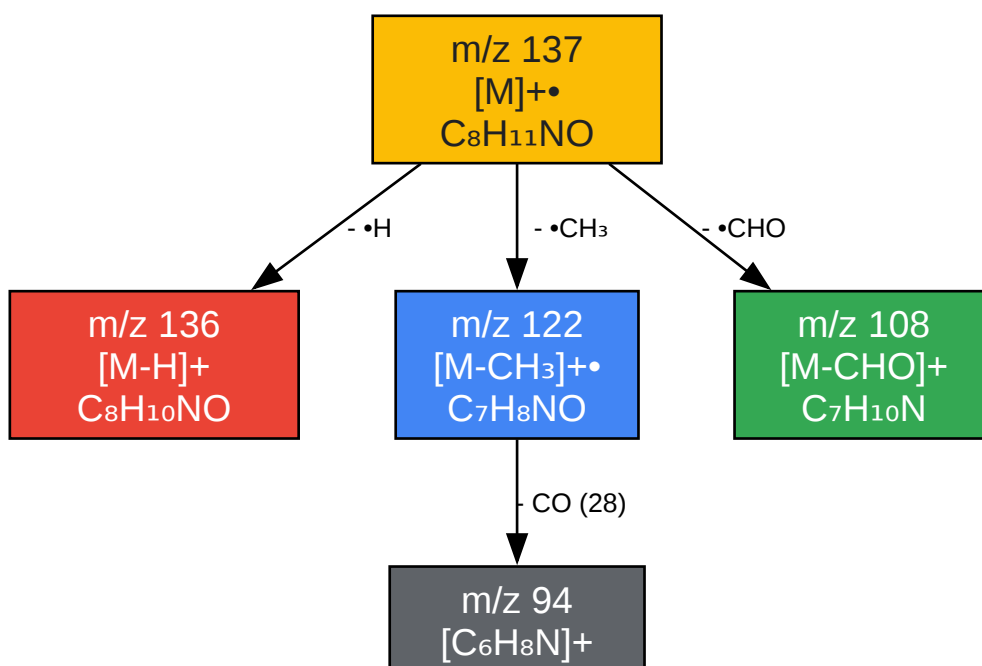 m/z 137
[M]+•
C₈H₁₁NO
- •H
- •CH₃
- •CHO
m/z 136
[M-H]+
C₈H₁₀NO
m/z 122
[M-CH₃]+•
C₇H₈NO
m/z 108
[M-CHO]+
C₇H₁₀N
- CO (28)
m/z 94
[C₆H₈N]+